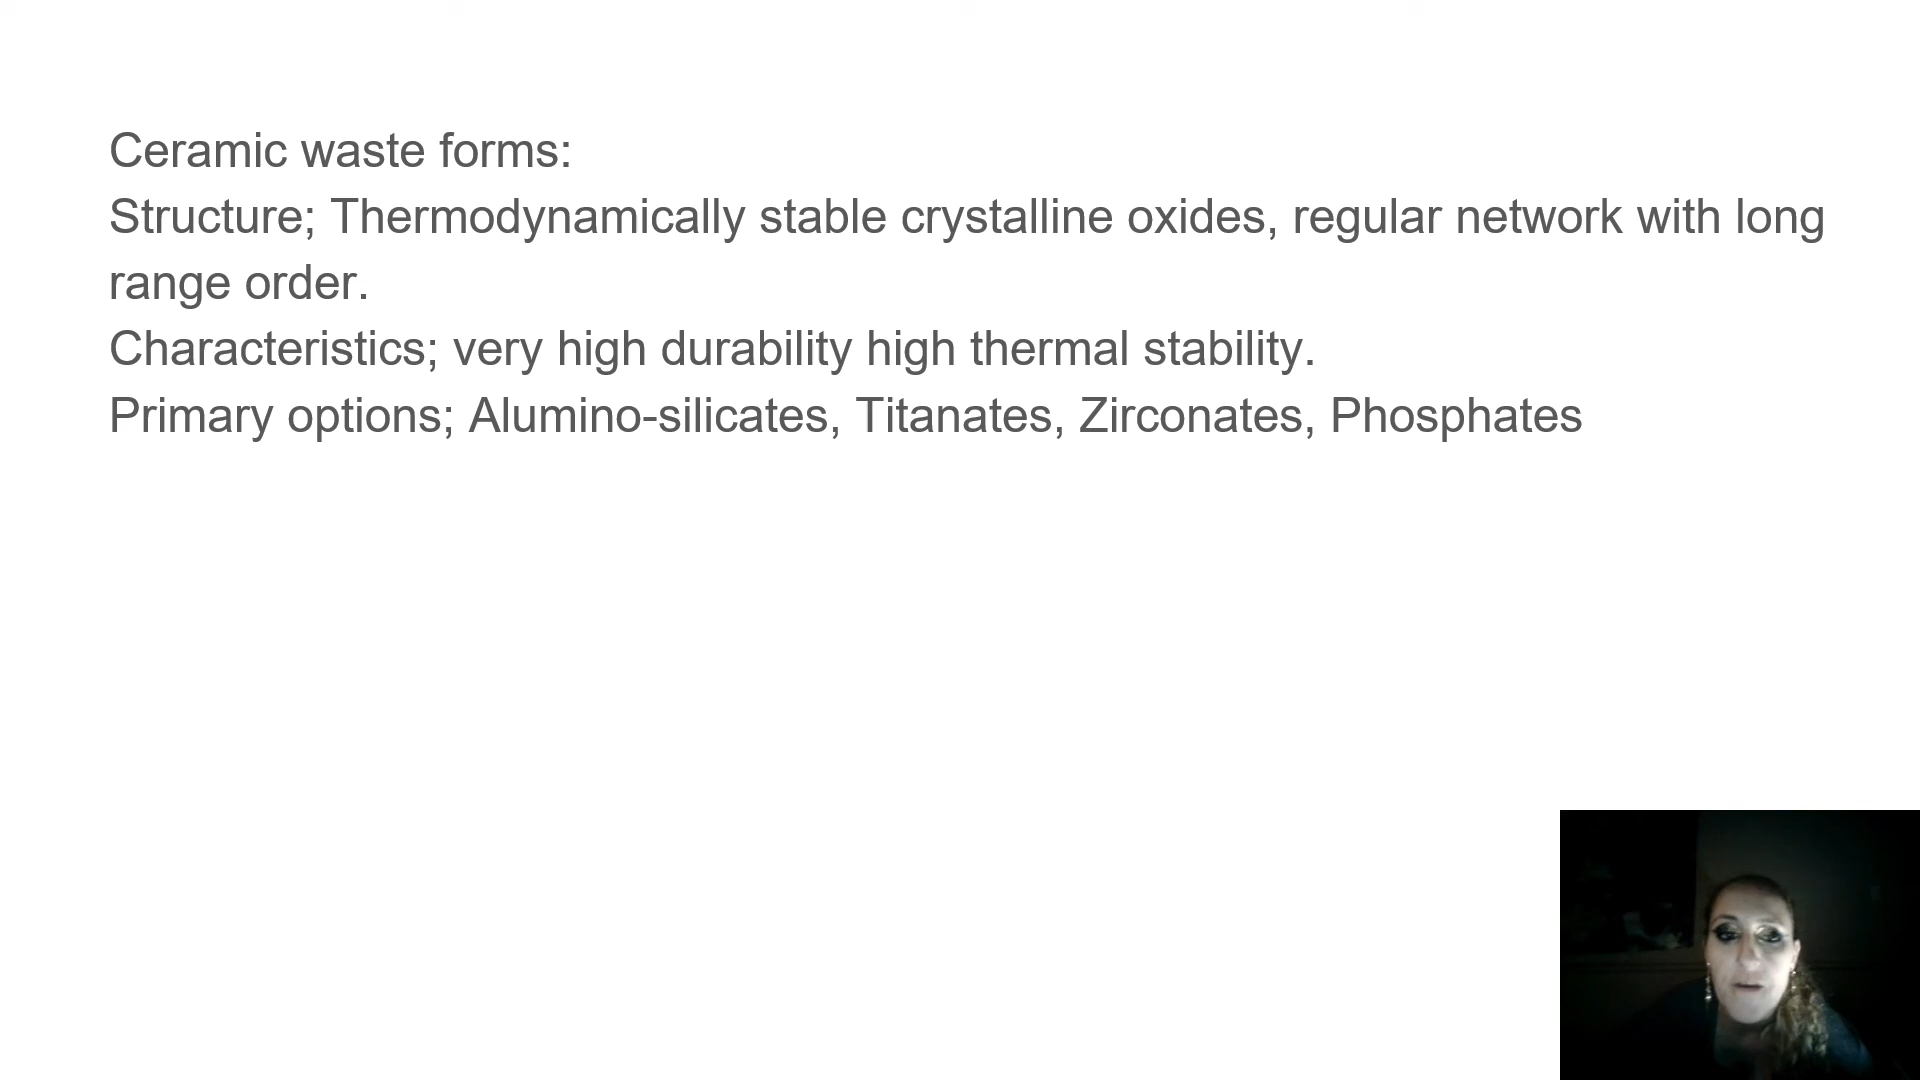 Ceramic waste forms:
Structure; Thermodynamically stable crystalline oxides, regular network with long
range order.
Characteristics; very high durability high thermal stability.
Primary options; Alumino-silicates, Titanates, Zirconates, Phosphates